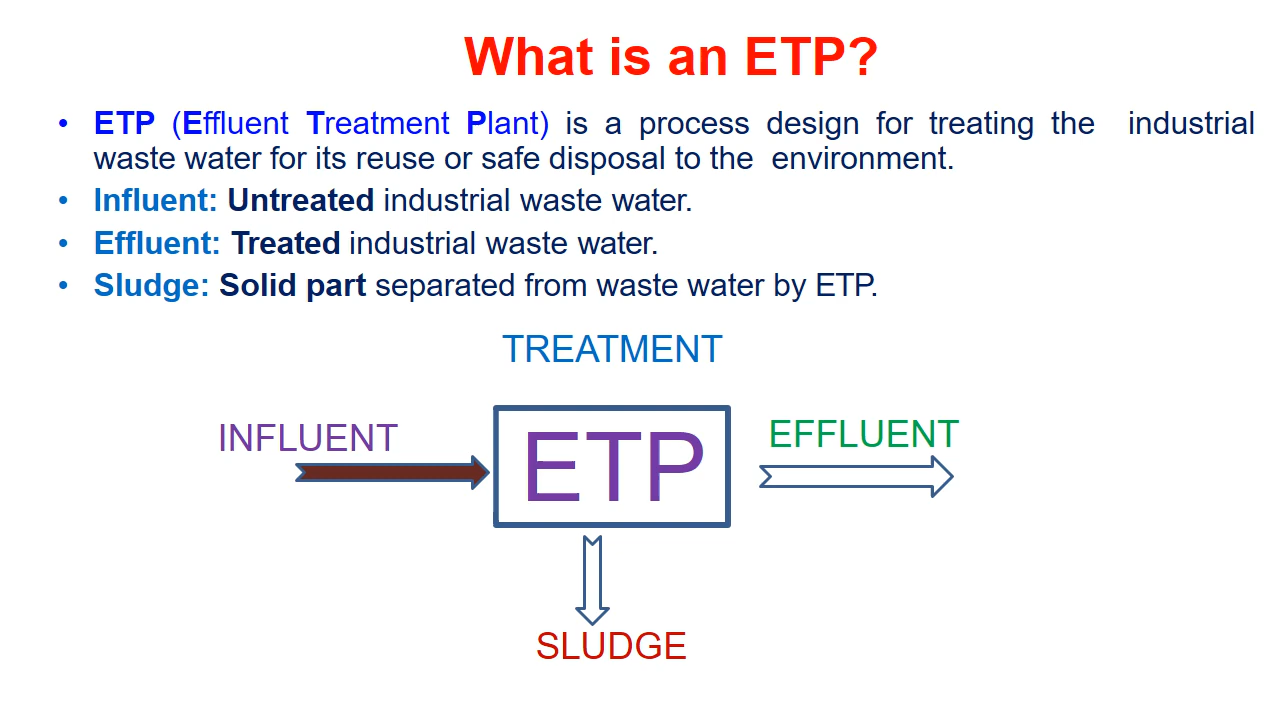 What is an ETP?
• ETP (Effluent Treatment Plant) is a process design for treating the industrial
waste water for its reuse or safe disposal to the environment.
• Influent: Untreated industrial waste water.
• Effluent: Treated industrial waste water.
• Sludge: Solid part separated from waste water by ETP.
TREATMENT
INFLUENT
ETP
EFFLUENT
SLUDGE